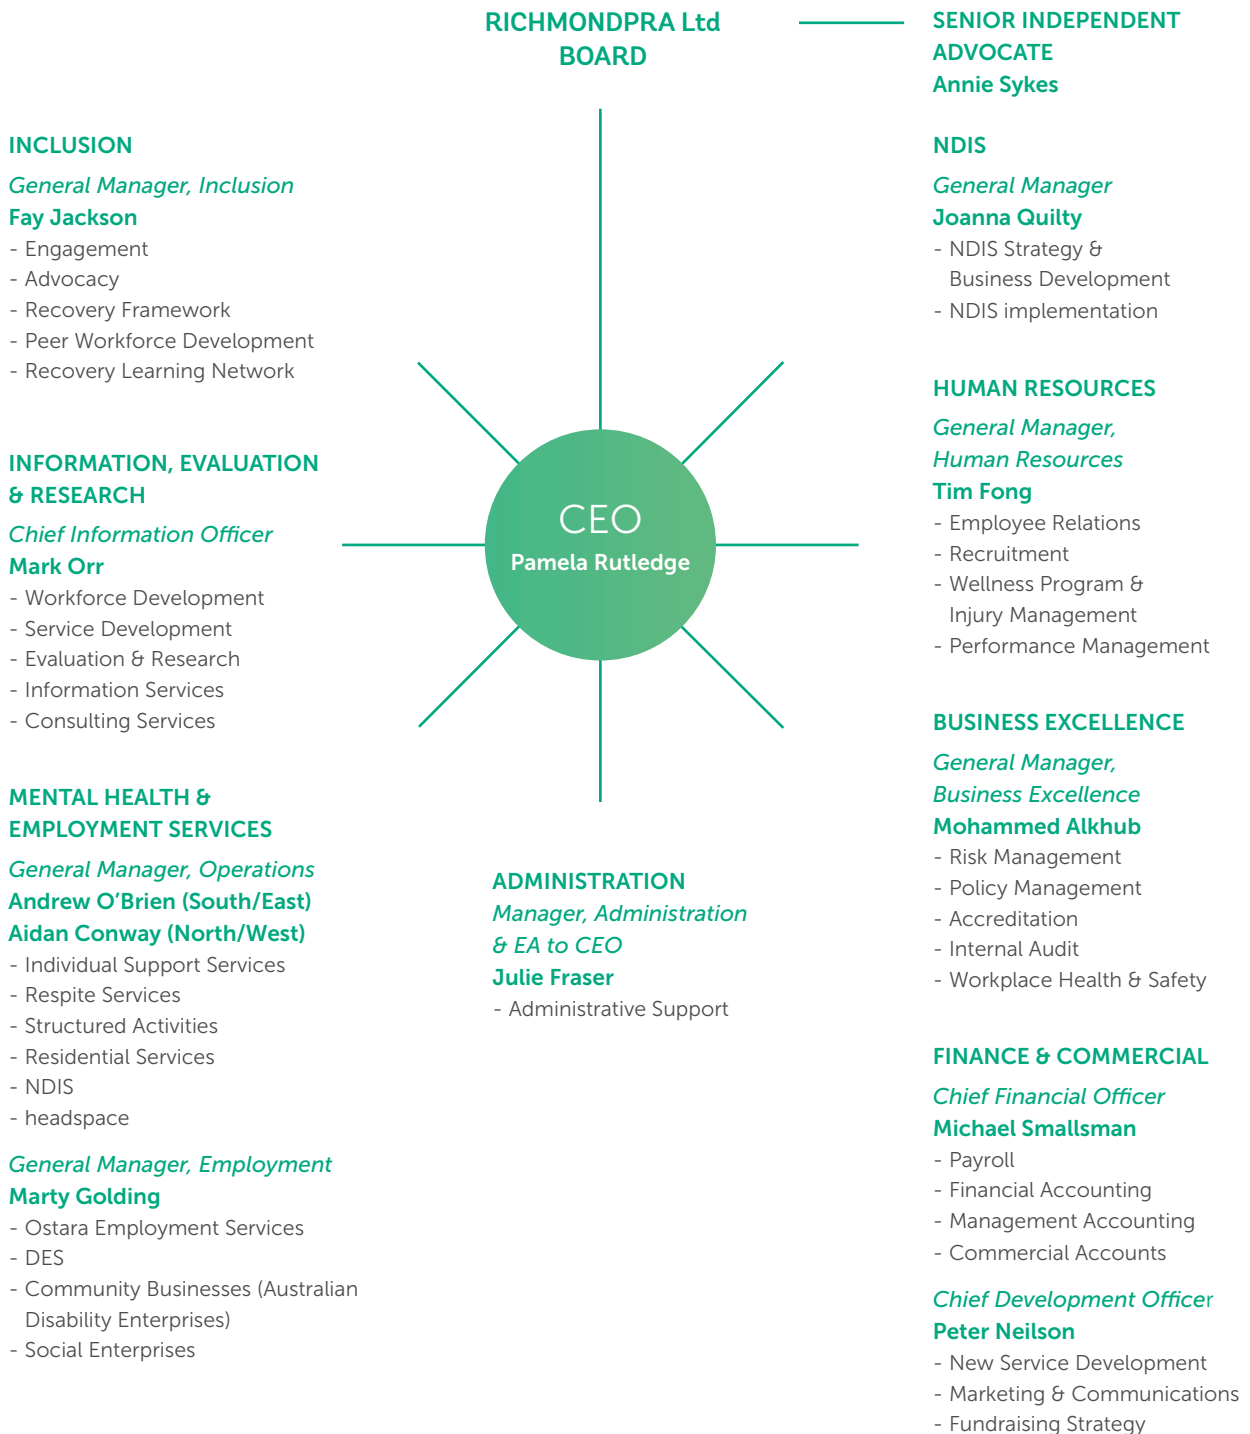 RICHMONDPRA Ltd
BOARD
SENIOR INDEPENDENT
ADVOCATE
Annie Sykes
INCLUSION
General Manager, Inclusion
Fay Jackson
- Engagement
- Advocacy
- Recovery Framework
- Peer Workforce Development
- Recovery Learning Network
INFORMATION, EVALUATION
& RESEARCH
Chief Information Officer
Mark Orr
- Workforce Development
- Service Development
- Evaluation & Research
- Information Services
- Consulting Services
MENTAL HEALTH &
EMPLOYMENT SERVICES
General Manager, Operations
Andrew O’Brien (South/East)
Aidan Conway (North/West)
- Individual Support Services
- Respite Services
- Structured Activities
- Residential Services
- NDIS
- headspace
General Manager, Employment
Marty Golding
- Ostara Employment Services
- DES
- Community Businesses (Australian
Disability Enterprises)
- Social Enterprises
CEO
Pamela Rutledge
ADMINISTRATION
Manager, Administration
& EA to CEO
Julie Fraser
- Administrative Support
NDIS
General Manager
Joanna Quilty
- NDIS Strategy &
Business Development
- NDIS implementation
HUMAN RESOURCES
General Manager,
Human Resources
Tim Fong
- Employee Relations
- Recruitment
- Wellness Program &
Injury Management
- Performance Management
BUSINESS EXCELLENCE
General Manager,
Business Excellence
Mohammed Alkhub
- Risk Management
- Policy Management
- Accreditation
- Internal Audit
- Workplace Health & Safety
FINANCE & COMMERCIAL
Chief Financial Officer
Michael Smallsman
- Payroll
- Financial Accounting
- Management Accounting
- Commercial Accounts
Chief Development Officer
Peter Neilson
- New Service Development
- Marketing & Communications
- Fundraising Strategy